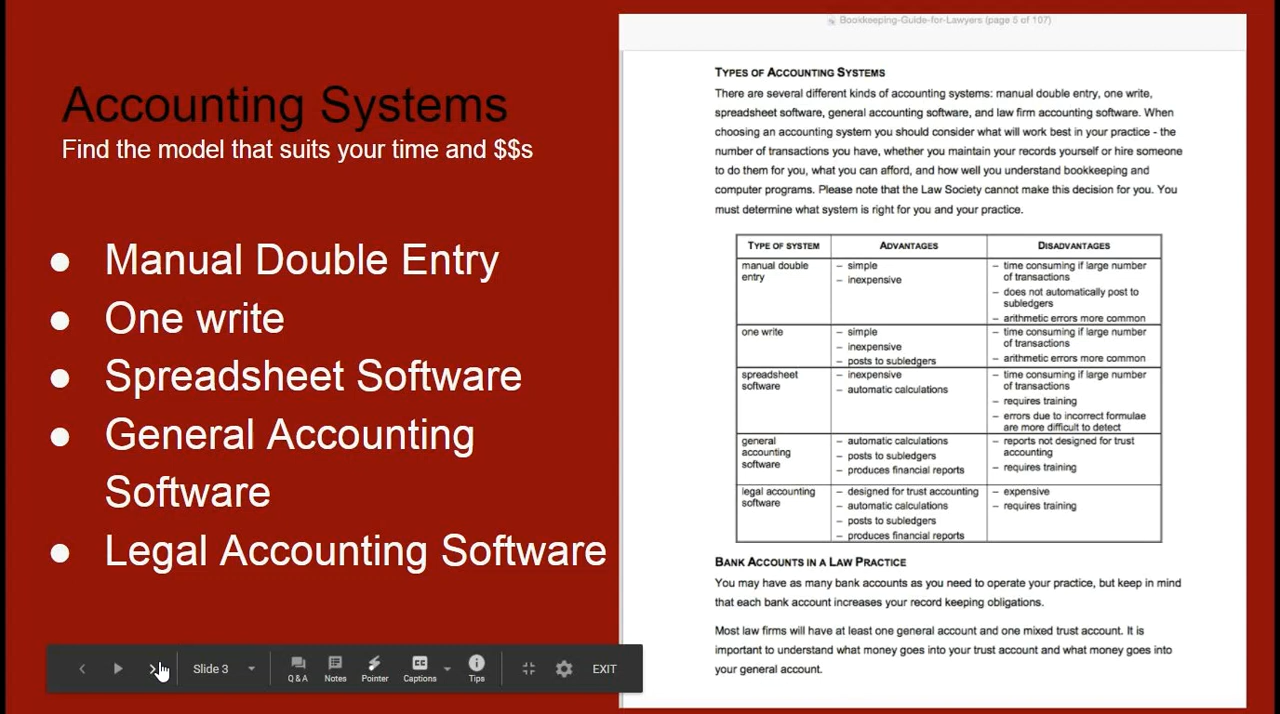 Accounting Systems
Find the model that suits your time and $$s
● Manual Double Entry
● One write
● Spreadsheet Software
● General Accounting
Software
● Legal Accounting Software
Slide 3
Q & A
Notes
Pointer
CC
Captions
Tips
EXIT
Bookkeeping-Guide-for-Lawyers (page 5 of 107)
TYPES OF ACCOUNTING SYSTEMS
There are several different kinds of accounting systems: manual double entry, one write,
spreadsheet software, general accounting software, and law firm accounting software. When
choosing an accounting system you should consider what will work best in your practice - the
number of transactions you have, whether you maintain your records yourself or hire someone
to do them for you, what you can afford, and how well you understand bookkeeping and
computer programs. Please note that the Law Society cannot make this decision for you. You
must determine what system is right for you and your practice.
TYPE OF SYSTEM ADVANTAGES DISADVANTAGES
manual double
entry
– simple
– inexpensive
– time consuming if large number
of transactions
– does not automatically post to
subledgers
– arithmetic errors more common
one write
– simple
– inexpensive
– posts to subledgers
– time consuming if large number
of transactions
– arithmetic errors more common
spreadsheet
software
– inexpensive
– automatic calculations
– time consuming if large number
of transactions
– requires training
– errors due to incorrect formulae
are more difficult to detect
general
accounting
software
– automatic calculations
– posts to subledgers
– produces financial reports
– reports not designed for trust
accounting
– requires training
legal accounting
software
– designed for trust accounting
– automatic calculations
– posts to subledgers
– produces financial reports
– expensive
– requires training
BANK ACCOUNTS IN A LAW PRACTICE
You may have as many bank accounts as you need to operate your practice, but keep in mind
that each bank account increases your record keeping obligations.
Most law firms will have at least one general account and one mixed trust account. It is
important to understand what money goes into your trust account and what money goes into
your general account.